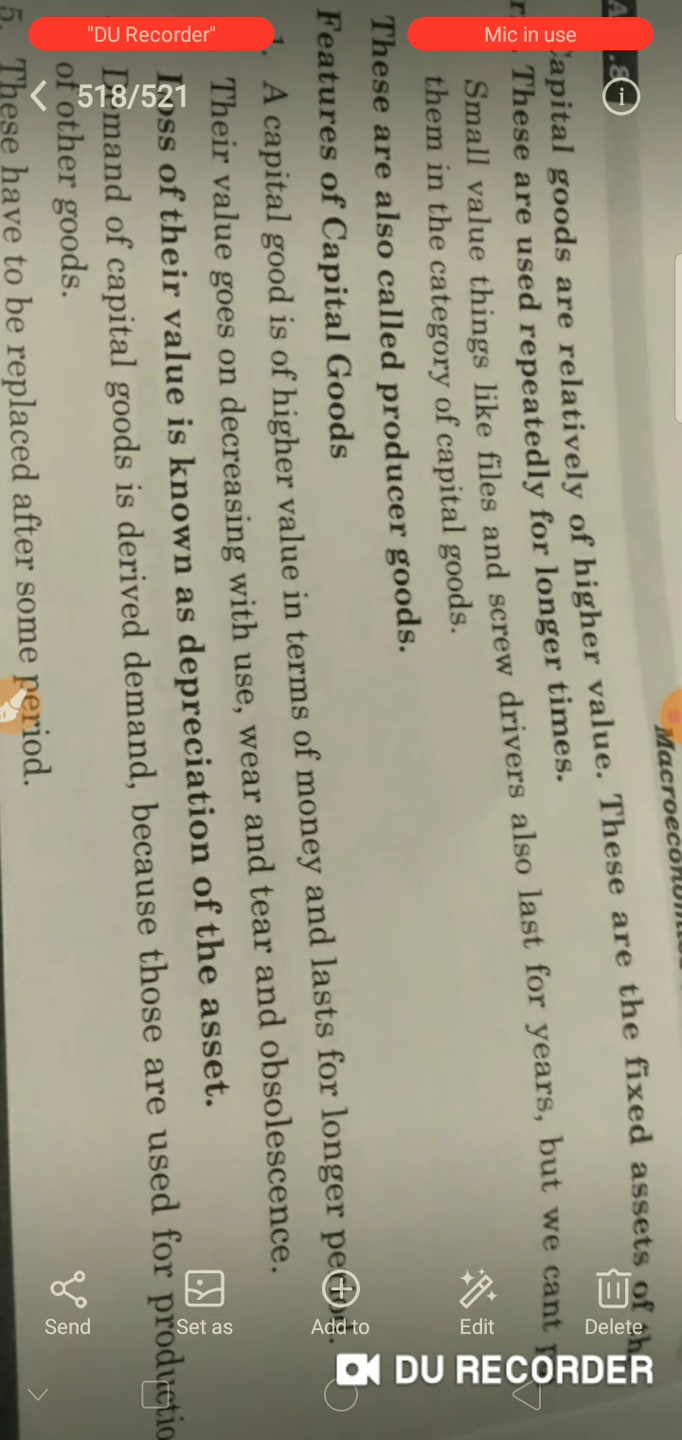 "DU Recorder"
Mic in use
518/521
Capital goods are relatively of higher value. These are the fixed assets of
These are used repeatedly for longer times.
Small value things like files and screw drivers also last for years, but we cant
them in the category of capital goods.
These are also called producer goods.
Features of Capital Goods
1. A capital good is of higher value in terms of money and lasts for longer period.
Their value goes on decreasing with use, wear and tear and obsolescence.
Loss of their value is known as depreciation of the asset.
Demand of capital goods is derived demand, because those are used for
of other goods.
5. These have to be replaced after some period.
Send
Set as
Add to
Edit
Delete
DU RECORDER